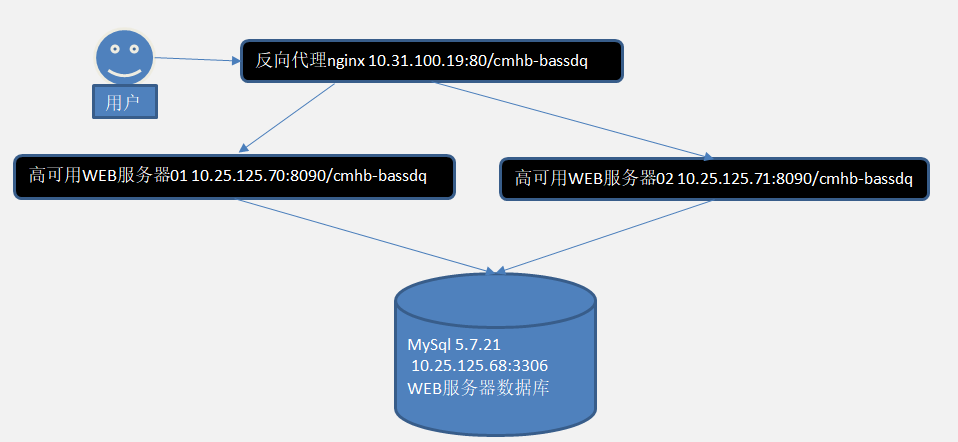 反向代理nginx 10.31.100.19:80/cmhb-bassdq
用户
高可用WEB服务器01 10.25.125.70:8090/cmhb-bassdq
高可用WEB服务器02 10.25.125.71:8090/cmhb-bassdq
MySql 5.7.21
10.25.125.68:3306
WEB服务器数据库